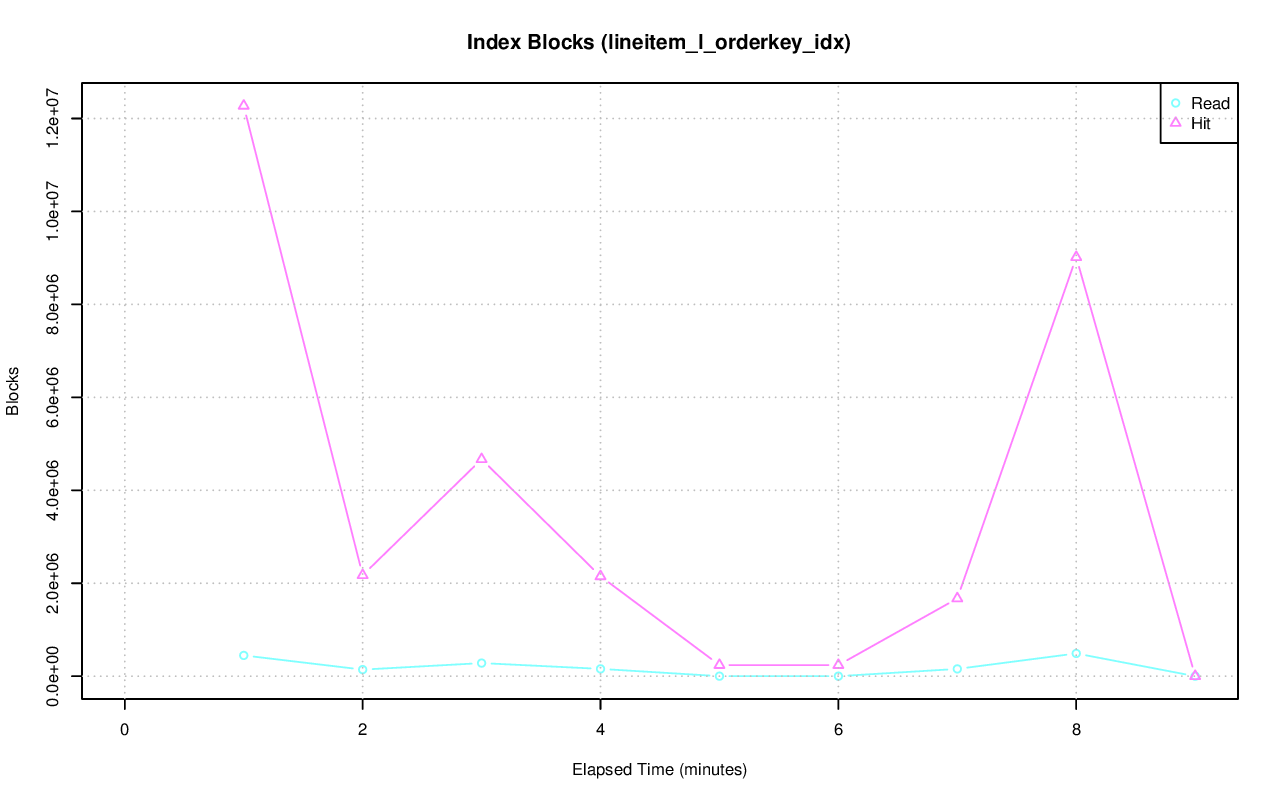 Index Blocks (lineitem_l_orderkey_idx)
Read
Hit
1.2e+07
1.0e+07
8.0e+06
6.0e+06
4.0e+06
2.0e+06
0.0e+00
Blocks
0 2 4 6 8
Elapsed Time (minutes)